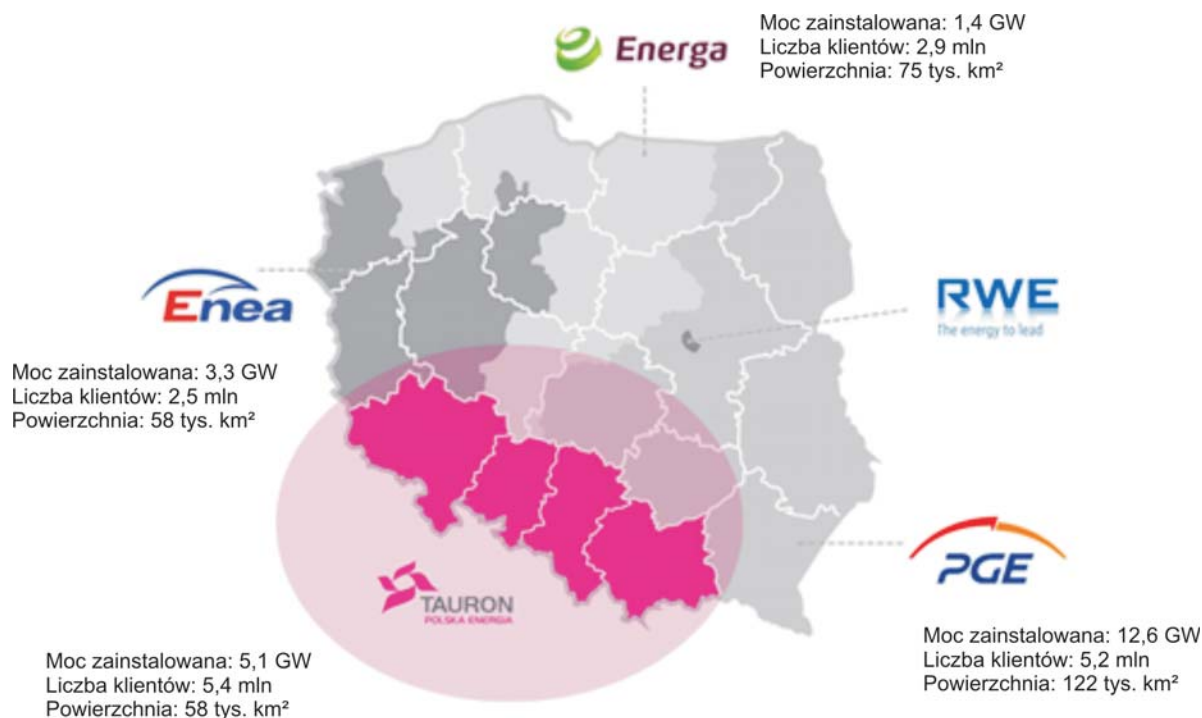 Energa
Moc zainstalowana: 1,4 GW
Liczba klientów: 2,9 mln
Powierzchnia: 75 tys. km²
Enea
Moc zainstalowana: 3,3 GW
Liczba klientów: 2,5 mln
Powierzchnia: 58 tys. km²
RWE
The energy to lead
PGE
Moc zainstalowana: 12,6 GW
Liczba klientów: 5,2 mln
Powierzchnia: 122 tys. km²
TAURON
POLSKA ENERGIA
Moc zainstalowana: 5,1 GW
Liczba klientów: 5,4 mln
Powierzchnia: 58 tys. km²